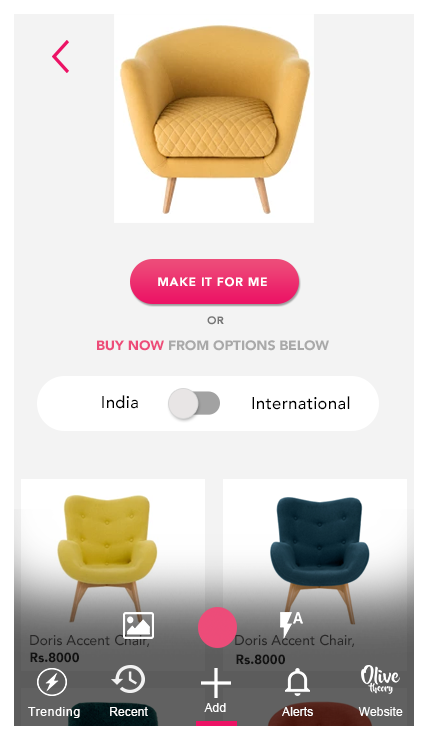 MAKE IT FOR ME
OR
BUY NOW FROM OPTIONS BELOW
India International
A
Doris Accent Chair, Doris Accent Chair,
Rs.8000 Rs.8000
Olive
theory
Trending Recent Add Alerts Website